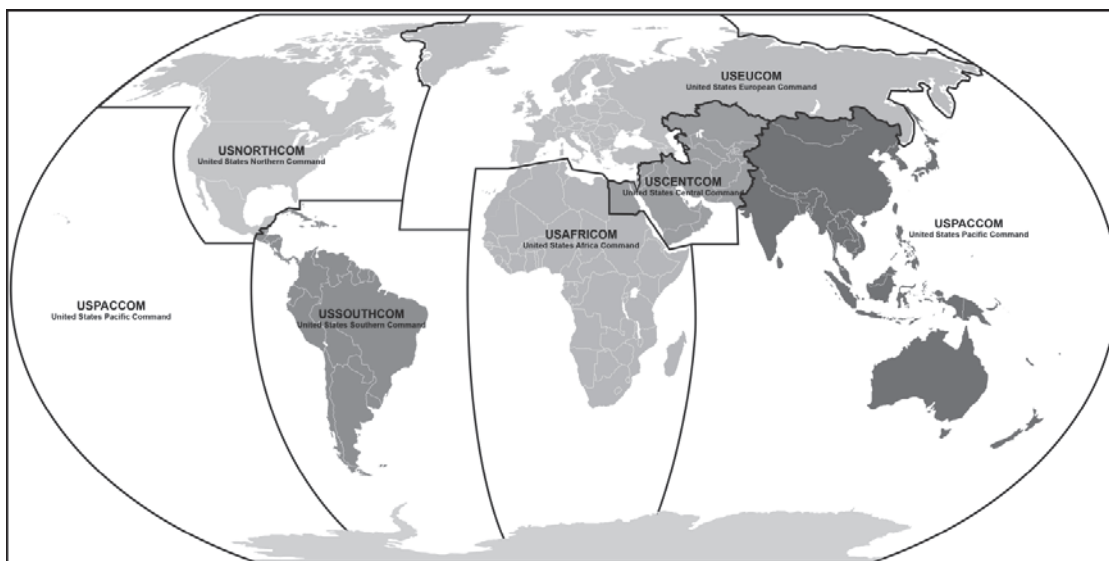 USEUCOM
United States European Command
USNORTHCOM
United States Northern Command
USCENTCOM
United States Central Command
USAFRICOM
United States Africa Command
USPACCOM
United States Pacific Command
USPACCOM
United States Pacific Command
USSOUTHCOM
United States Southern Command